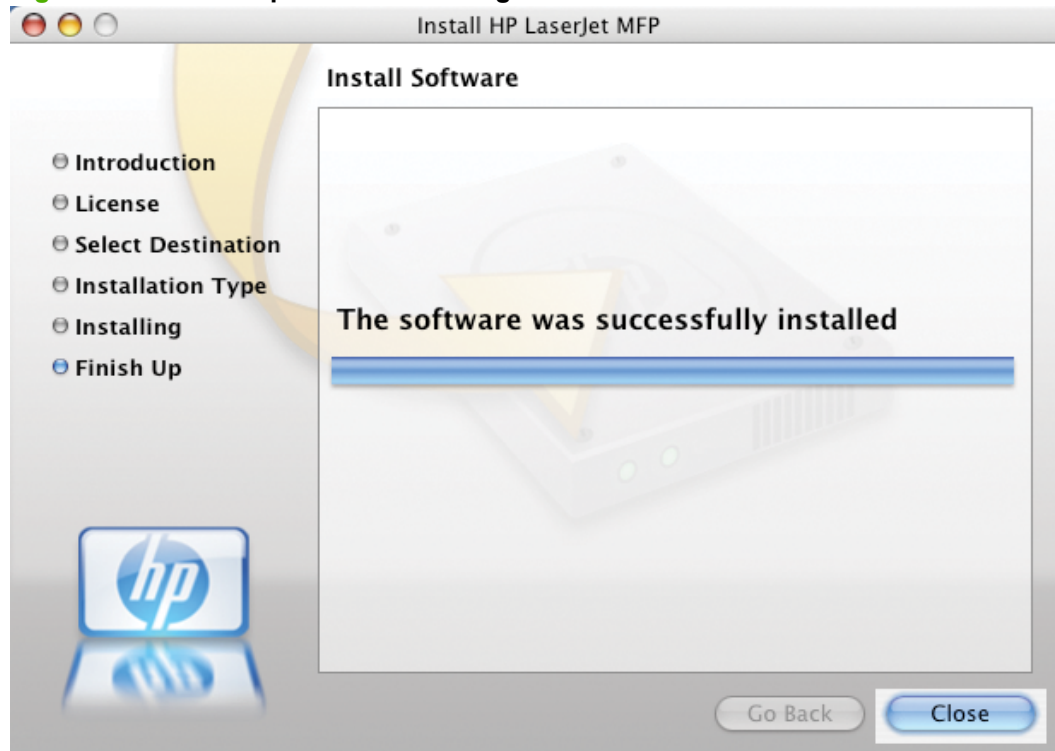 Install HP LaserJet MFP
Install Software
Introduction
License
Select Destination
Installation Type
Installing
Finish Up
The software was successfully installed
hp
Go Back
Close